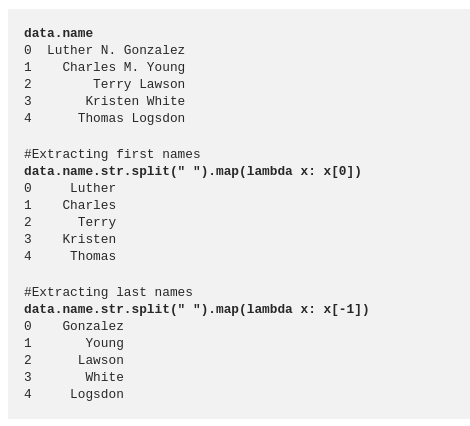 data.name
0  Luther N. Gonzalez
1    Charles M. Young
2        Terry Lawson
3       Kristen White
4      Thomas Logsdon

#Extracting first names
data.name.str.split(" ").map(lambda x: x[0])
0     Luther
1    Charles
2      Terry
3    Kristen
4     Thomas

#Extracting last names
data.name.str.split(" ").map(lambda x: x[-1])
0    Gonzalez
1       Young
2      Lawson
3       White
4     Logsdon